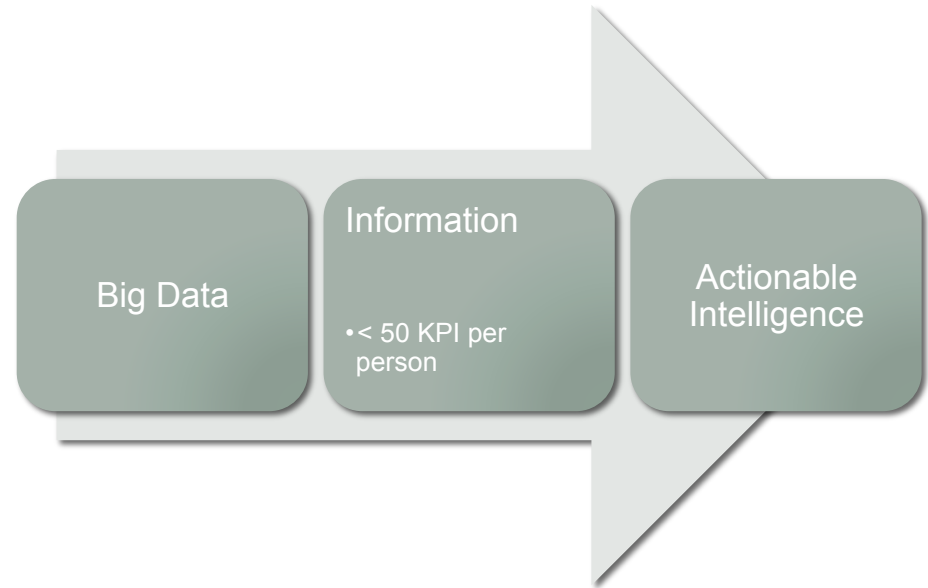 Big Data
Information
•< 50 KPI per
person
Actionable
Intelligence